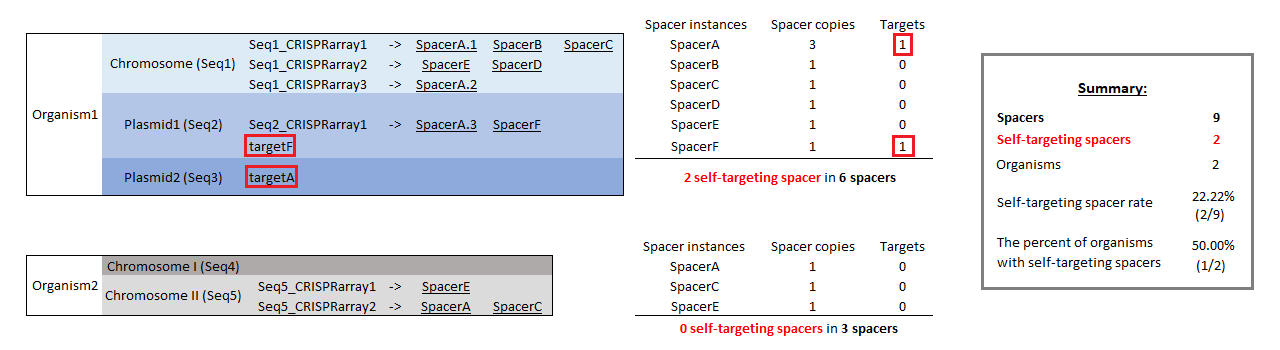 Spacer instances Spacer copies Targets
Seq1_CRISPRarray1 -> SpacerA.1 SpacerB SpacerC
Chromosome (Seq1) Seq1_CRISPRarray2 -> SpacerE SpacerD
Seq1_CRISPRarray3 -> SpacerA.2
Organism1
Plasmid1 (Seq2) Seq2_CRISPRarray1 -> SpacerA.3 SpacerF
targetF
Plasmid2 (Seq3) targetA
SpacerA 3 1
SpacerB 1 0
SpacerC 1 0
SpacerD 1 0
SpacerE 1 0
SpacerF 1 1
2 self-targeting spacer in 6 spacers
Chromosome I (Seq4)
Organism2
Chromosome II (Seq5) Seq5_CRISPRarray1 -> SpacerE
Seq5_CRISPRarray2 -> SpacerA SpacerC
Spacer instances Spacer copies Targets
SpacerA 1 0
SpacerC 1 0
SpacerE 1 0
0 self-targeting spacers in 3 spacers
Summary:
Spacers 9
Self-targeting spacers 2
Organisms 2
Self-targeting spacer rate 22.22%
(2/9)
The percent of organisms 50.00%
with self-targeting spacers (1/2)